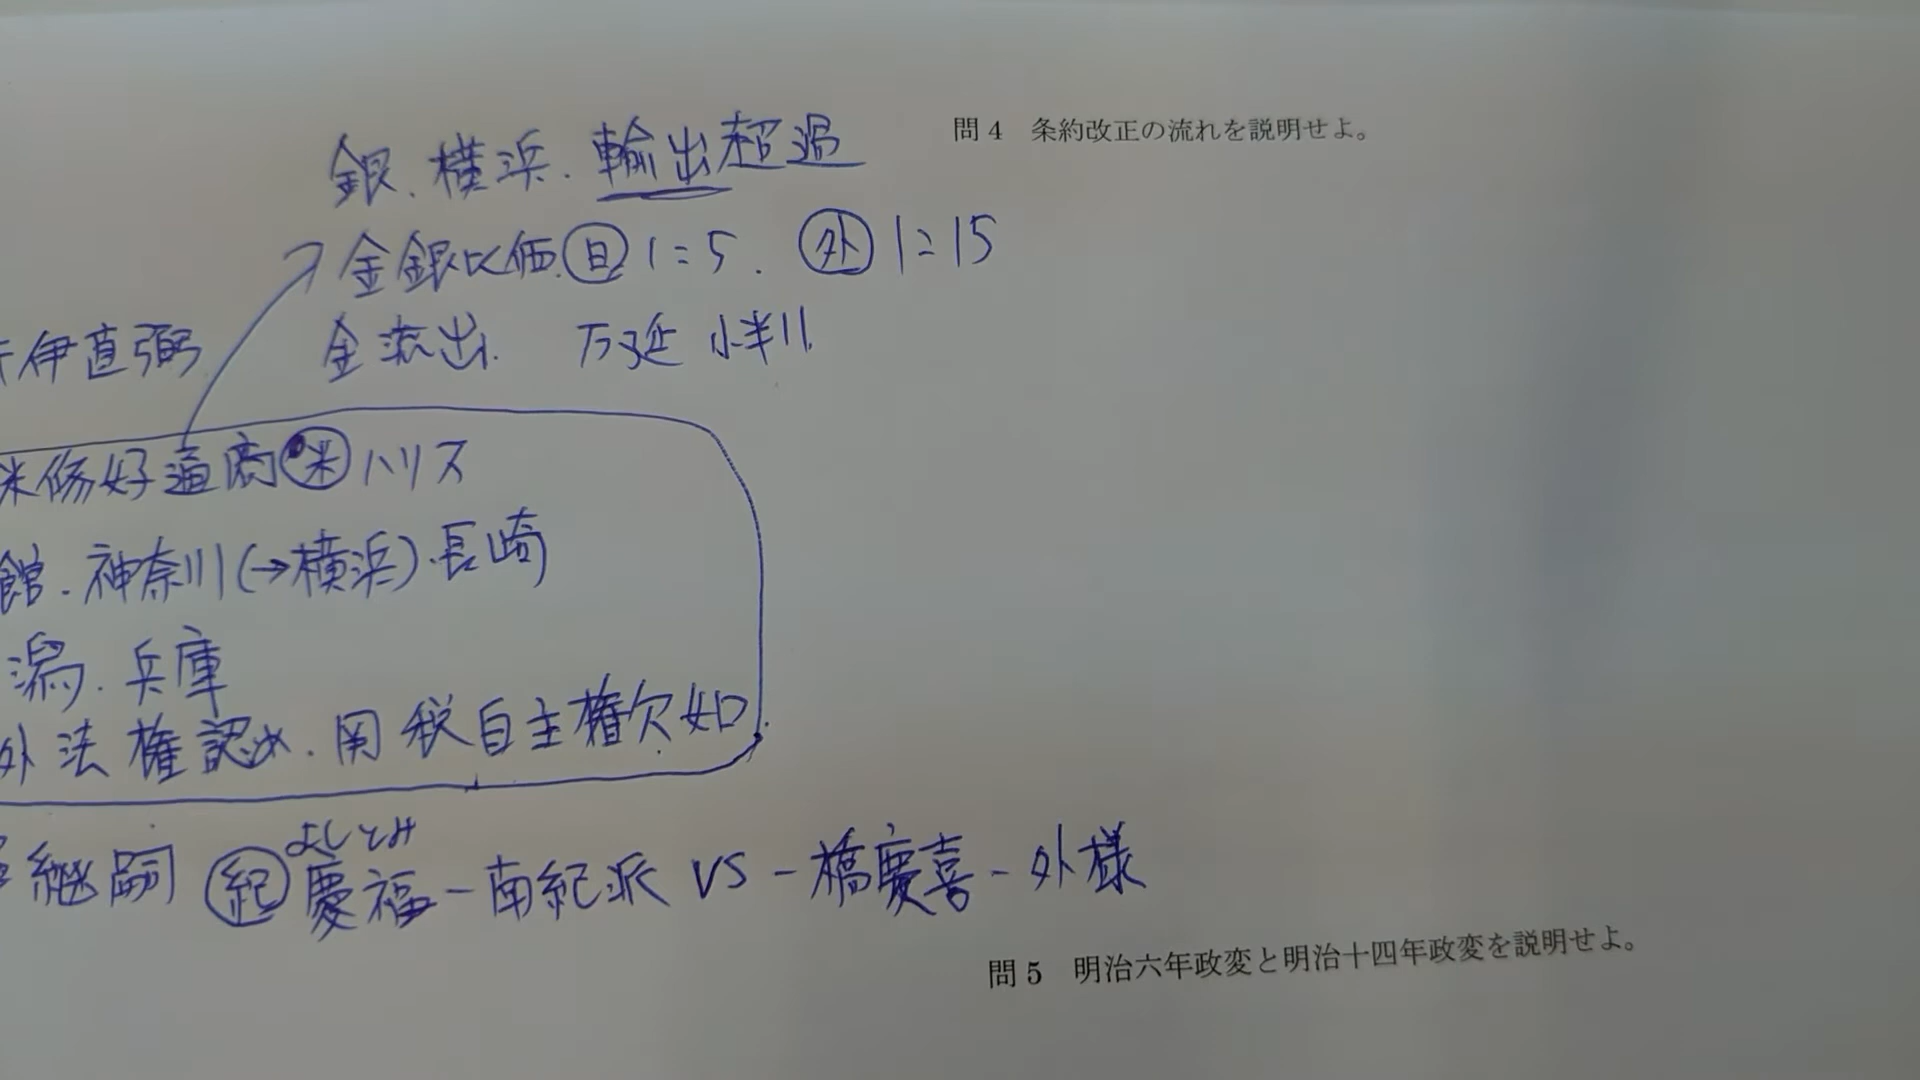 銀.横浜.輸出超過
金銀比価.日 1:5. 外 1:15
金流出. 万延小判.
井伊直弼
米修好通商 米 ハリス
館.神奈川(→横浜).長崎
潟.兵庫
外法権認め.関税自主権欠如
よしとみ
継嗣 紀 慶福-南紀派 VS 一橋慶喜-外様
問4 条約改正の流れを説明せよ。
問5 明治六年政変と明治十四年政変を説明せよ。